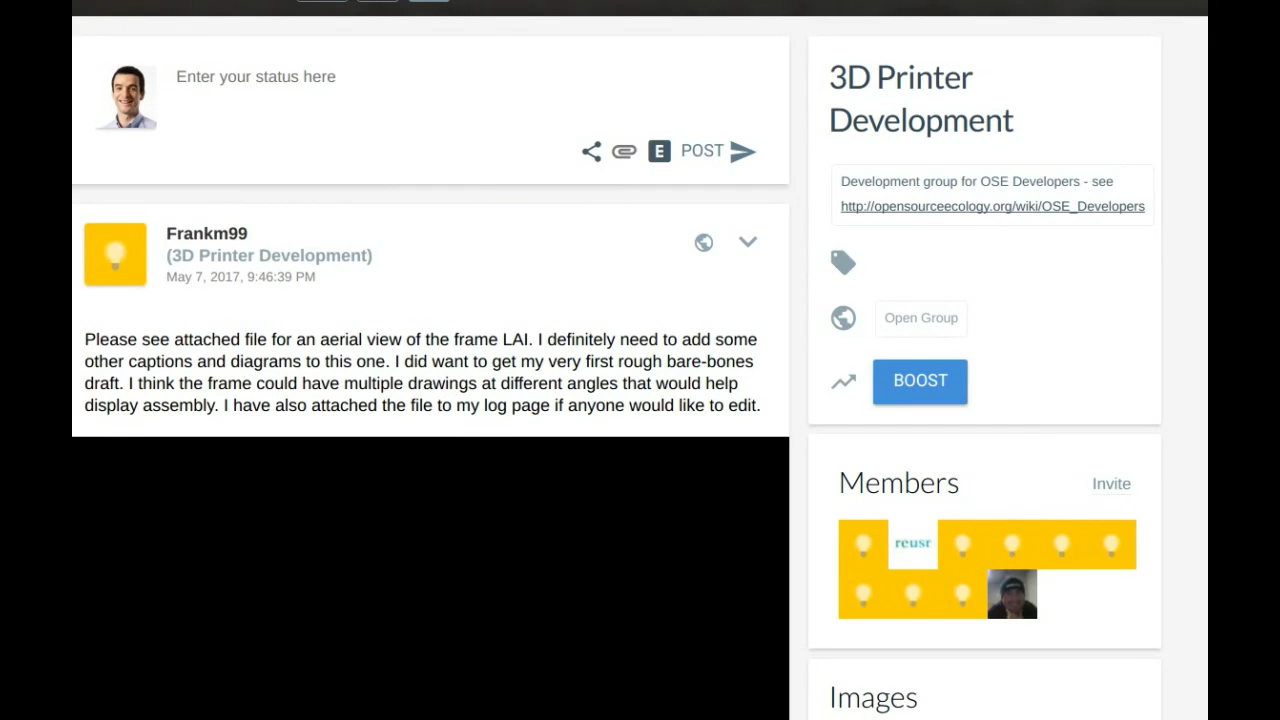 Enter your status here
E POST
Frankm99
(3D Printer Development)
May 7, 2017, 9:46:39 PM
Please see attached file for an aerial view of the frame LAI. I definitely need to add some
other captions and diagrams to this one. I did want to get my very first rough bare-bones
draft. I think the frame could have multiple drawings at different angles that would help
display assembly. I have also attached the file to my log page if anyone would like to edit.
3D Printer
Development
Development group for OSE Developers - see
http://opensourceecology.org/wiki/OSE_Developers
Open Group
BOOST
Members
Invite
reusr
Images